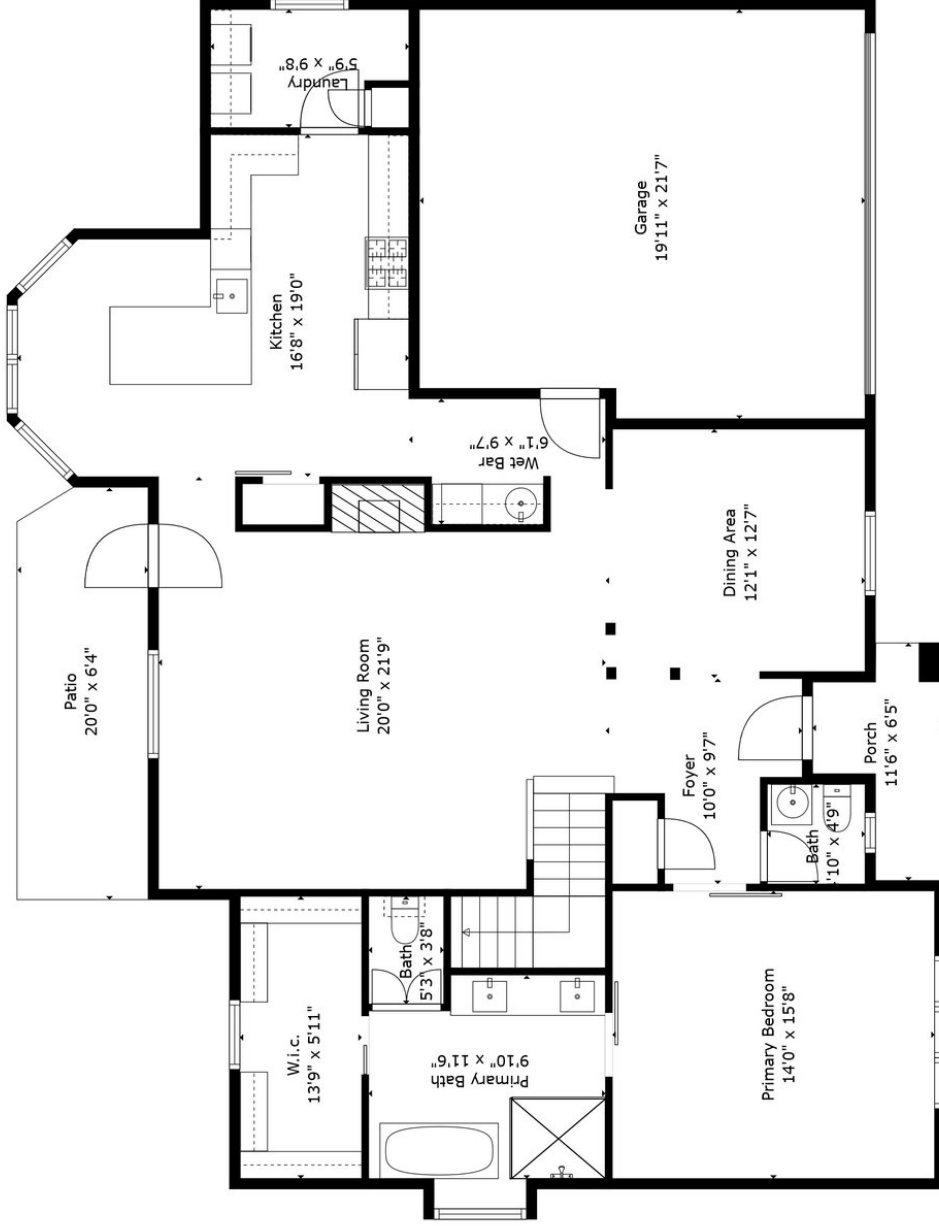 Laundry
5'9" x 9'8"
Garage
19'11" x 21'7"
Kitchen
16'8" x 19'0"
Wet Bar
6'1" x 9'7"
Dining Area
12'1" x 12'7"
Patio
20'0" x 6'4"
Living Room
20'0" x 21'9"
Foyer
10'0" x 9'7"
Porch
11'6" x 6'5"
Bath
'10" x 4'9"
Bath
5'3" x 3'8"
W.i.c.
13'9" x 5'11"
Primary Bath
9'10" x 11'6"
Primary Bedroom
14'0" x 15'8"